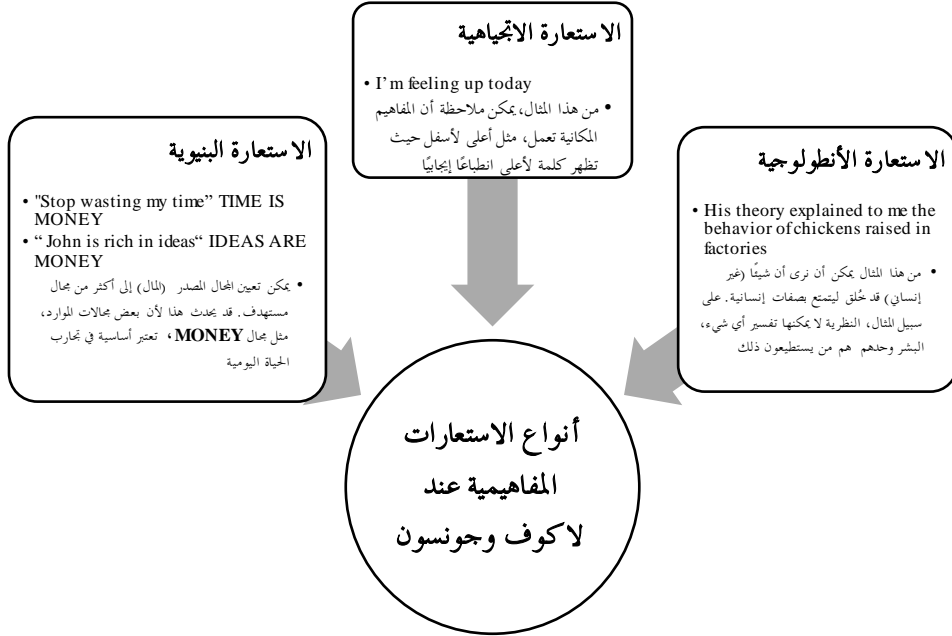 الاستعارة الاتجياهية
• I'm feeling up today
• من هذا المثال،يمكن ملاحظة أن المفاهيم
المكانية تعمل، مثل أعلى لأسفل حيث
تظهر كلمة لأعلى انطباعًا إيجابيًا
الاستعارة البنيوية
• "Stop wasting my time” TIME IS
MONEY
• “ John is rich in ideas“ IDEAS ARE
MONEY
• يمكن تعيين المجال المصدر (المال) إلى أكثر من مجال
مستهدف. قد يحدث هذا لأن بعض مجالات الموارد،
مثل مجال MONEY، تعتبر أساسية في تجارب
الحياة اليومية
الاستعارة الأنطولوجية
• His theory explained to me the
behavior of chickens raised in
factories
• من هذا المثال يمكن أن نرى أن شيئًا (غير
إنساني) قد خُلق ليتمتع بصفات إنسانية. على
سبيل المثال، النظرية لا يمكنها تفسير أي شيء،
البشر وحدهم هم من يستطيعون ذلك
أنواع الاستعارات
المفاهيمية عند
لاكوف وجونسون